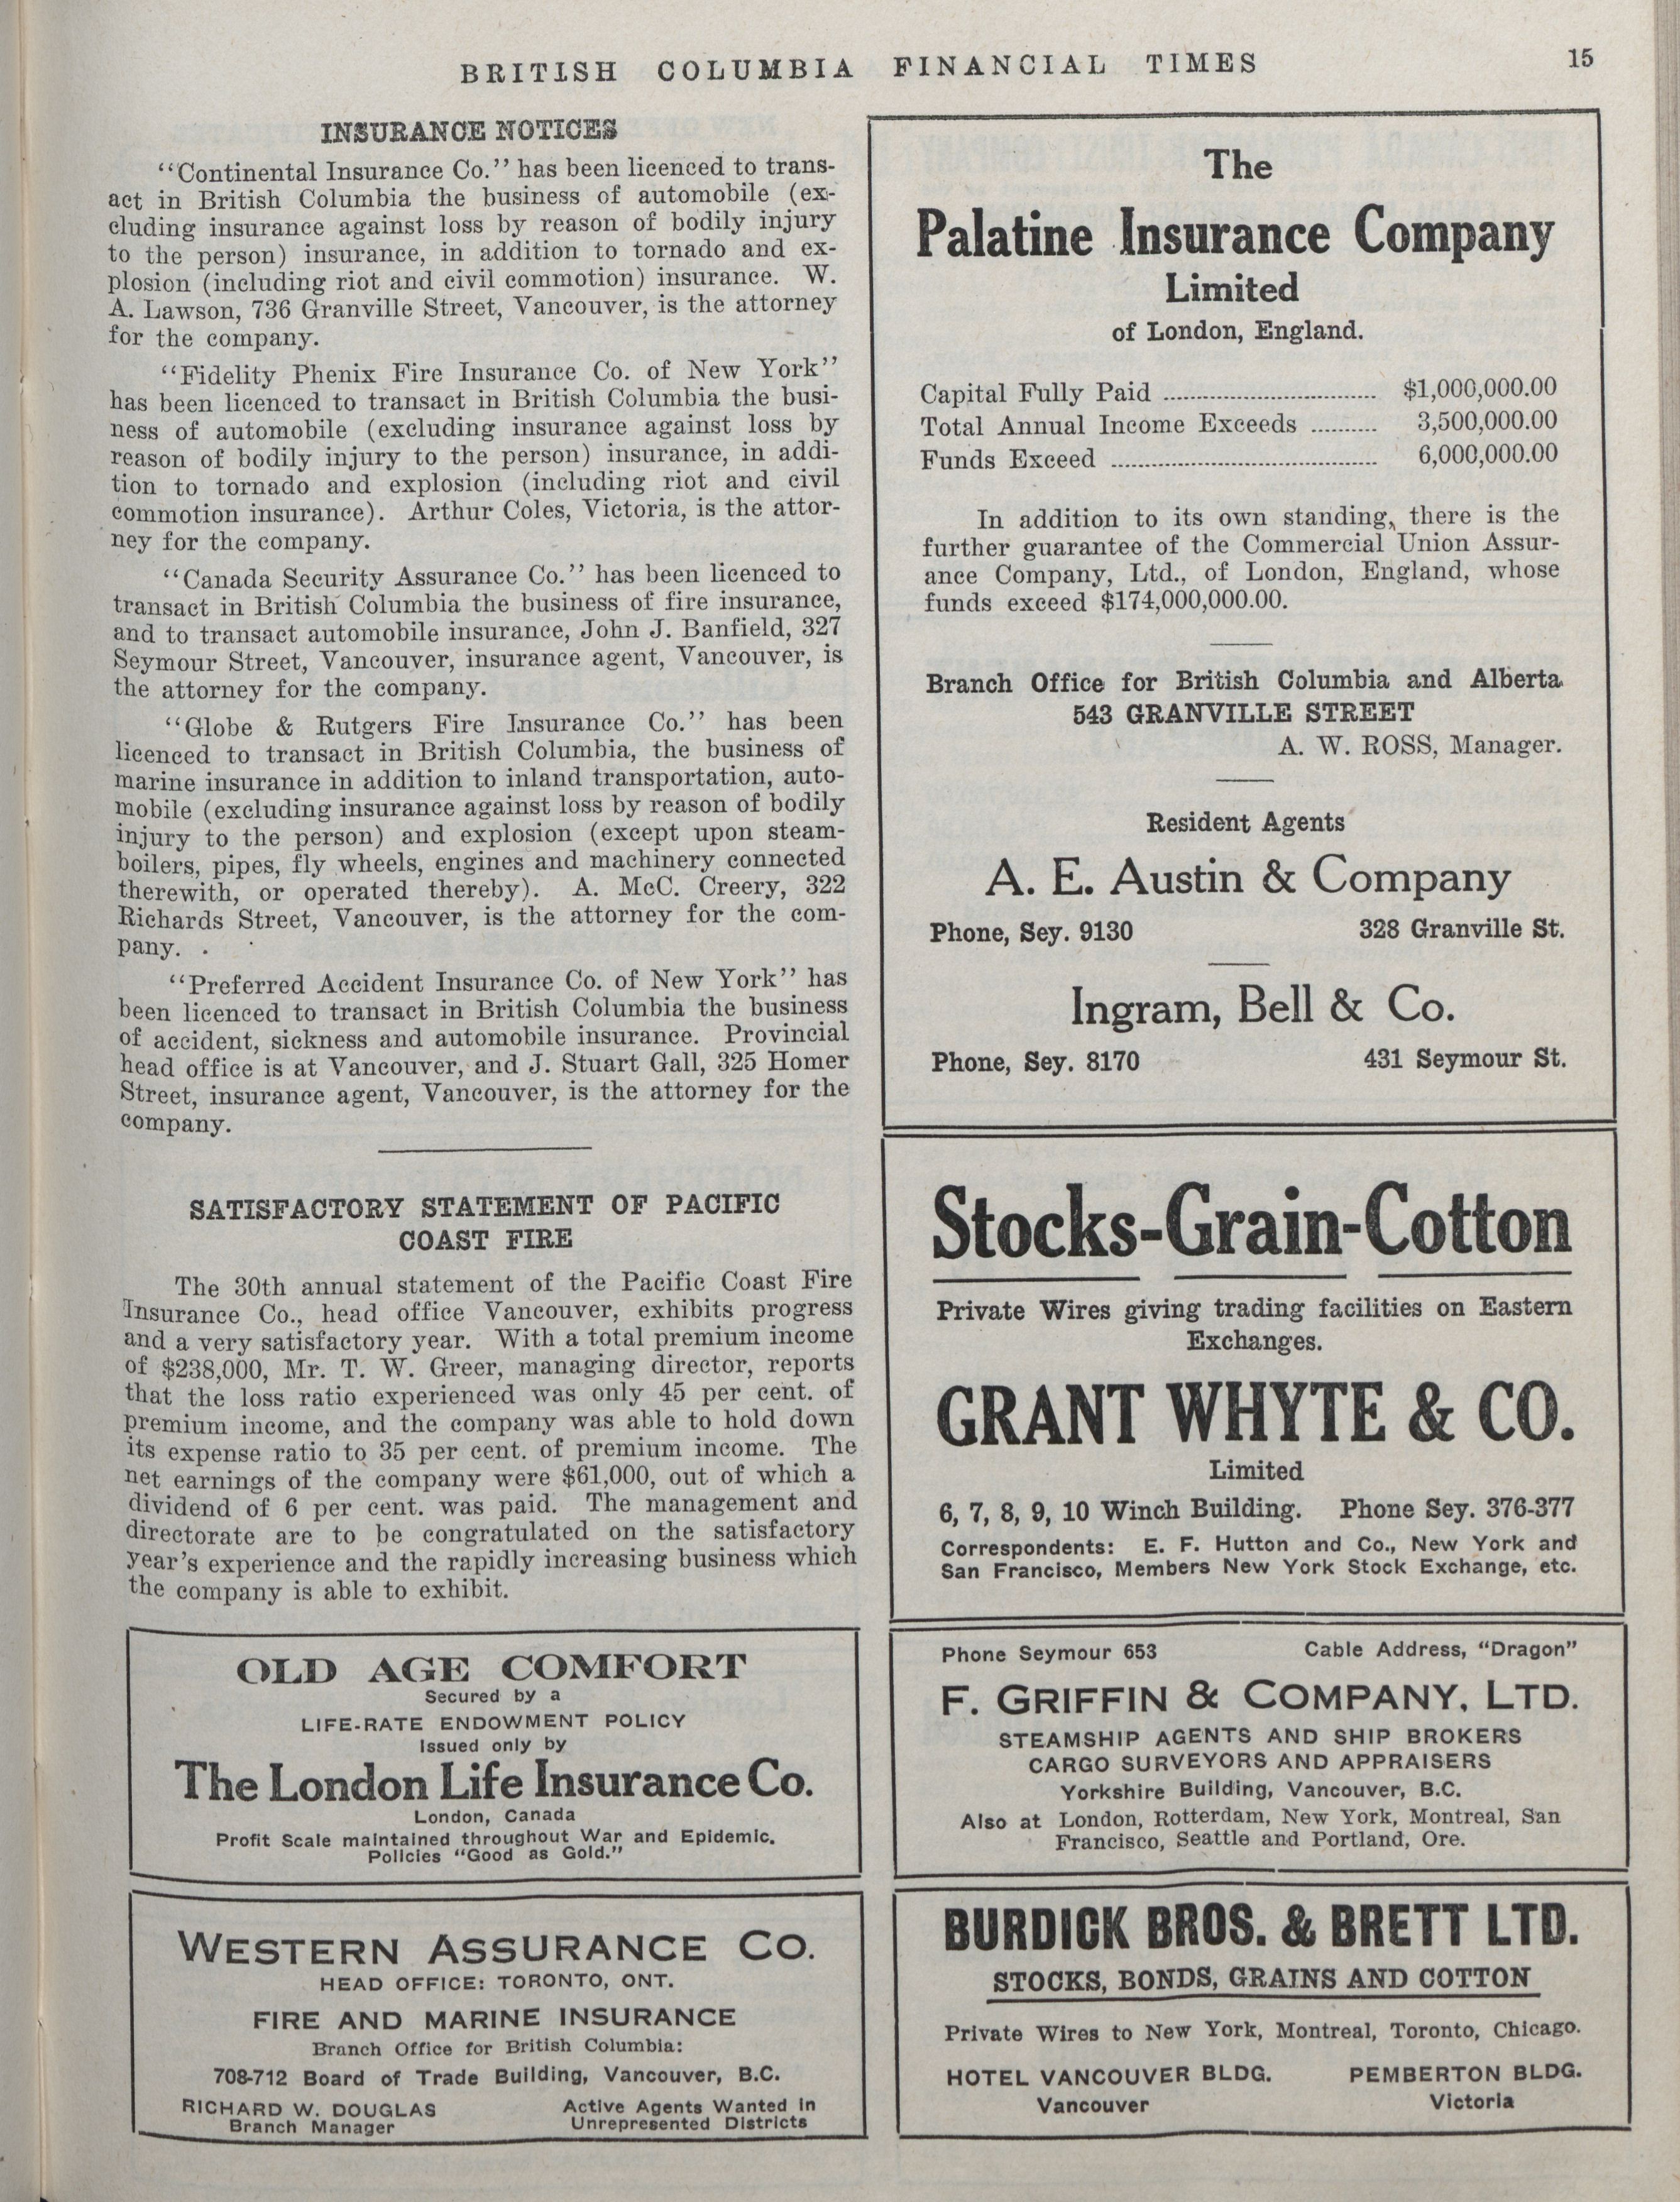 BRITISH COLUMBIA FINANCIAL TIMES
15
INSURANCE NOTICES
"Continental Insurance Co." has been licenced to trans-
act in British Columbia the business of automobile (ex-
cluding insurance against loss by reason of bodily injury
to the person) insurance, in addition to tornado and ex-
plosion (including riot and civil commotion) insurance. W.
A. Lawson, 736 Granville Street, Vancouver, is the attorney
for the company.
"Fidelity Phenix Fire Insurance Co. of New York"
has been licenced to transact in British Columbia the busi-
ness of automobile (excluding insurance against loss by
reason of bodily injury to the person) insurance, in addi-
tion to tornado and explosion (including riot and civil
commotion insurance). Arthur Coles, Victoria, is the attor-
ney for the company.
"Canada Security Assurance Co." has been licenced to
transact in British Columbia the business of fire insurance,
and to transact automobile insurance, John J. Banfield, 327
Seymour Street, Vancouver, insurance agent, Vancouver, is
the attorney for the company.
"Globe & Rutgers Fire Insurance Co." has been
licenced to transact in British Columbia, the business of
marine insurance in addition to inland transportation, auto-
mobile (excluding insurance against loss by reason of bodily
injury to the person) and explosion (except upon steam-
boilers, pipes, fly wheels, engines and machinery connected
therewith, or operated thereby). A. McC. Creery, 322
Richards Street, Vancouver, is the attorney for the com-
pany.
"Preferred Accident Insurance Co. of New York" has
been licenced to transact in British Columbia the business
of accident, sickness and automobile insurance. Provincial
head office is at Vancouver, and J. Stuart Gall, 325 Homer
Street, insurance agent, Vancouver, is the attorney for the
company.
SATISFACTORY STATEMENT OF PACIFIC
COAST FIRE
The 30th annual statement of the Pacific Coast Fire
Insurance Co., head office Vancouver, exhibits progress
and a very satisfactory year. With a total premium income
of $238,000, Mr. T. W. Greer, managing director, reports
that the loss ratio experienced was only 45 per cent. of
premium income, and the company was able to hold down
its expense ratio to 35 per cent. of premium income. The
net earnings of the company were $61,000, out of which a
dividend of 6 per cent. was paid. The management and
directorate are to be congratulated on the satisfactory
year's experience and the rapidly increasing business which
the company is able to exhibit.
OLD AGE COMFORT
Secured by a
LIFE-RATE ENDOWMENT POLICY
Issued only by
The London Life Insurance Co.
London, Canada
Profit Scale maintained throughout War and Epidemic.
Policies "Good as Gold."
WESTERN ASSURANCE CO.
HEAD OFFICE: TORONTO, ONT.
FIRE AND MARINE INSURANCE
Branch Office for British Columbia:
708-712 Board of Trade Building, Vancouver, B.C.
RICHARD W. DOUGLAS
Branch Manager
Active Agents Wanted in
Unrepresented Districts
The
Palatine Insurance Company
Limited
of London, England.
Capital Fully Paid ................ $1,000,000.00
Total Annual Income Exceeds .......... 3,500,000.00
Funds Exceed ................ 6,000,000.00
In addition to its own standing, there is the
further guarantee of the Commercial Union Assur-
ance Company, Ltd., of London, England, whose
funds exceed $174,000,000.00.
Branch Office for British Columbia and Alberta
543 GRANVILLE STREET
A. W. ROSS, Manager.
Resident Agents
A. E. Austin & Company
Phone, Sey. 9130 328 Granville St.
Ingram, Bell & Co.
Phone, Sey. 8170 431 Seymour St.
Stocks-Grain-Cotton
Private Wires giving trading facilities on Eastern
Exchanges.
GRANT WHYTE & CO.
Limited
6, 7, 8, 9, 10 Winch Building. Phone Sey. 376-377
Correspondents: E. F. Hutton and Co., New York and
San Francisco, Members New York Stock Exchange, etc.
Phone Seymour 653 Cable Address, "Dragon"
F. GRIFFIN & COMPANY, LTD.
STEAMSHIP AGENTS AND SHIP BROKERS
CARGO SURVEYORS AND APPRAISERS
Yorkshire Building, Vancouver, B.C.
Also at London, Rotterdam, New York, Montreal, San
Francisco, Seattle and Portland, Ore.
BURDICK BROS. & BRETT LTD.
STOCKS, BONDS, GRAINS AND COTTON
Private Wires to New York, Montreal, Toronto, Chicago.
HOTEL VANCOUVER BLDG. PEMBERTON BLDG.
Vancouver Victoria